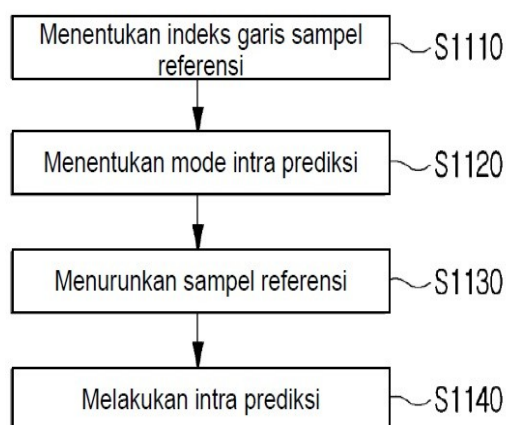 Menentukan indeks garis sampel
referensi
S1110
Menentukan mode intra prediksi
S1120
Menurunkan sampel referensi
S1130
Melakukan intra prediksi
S1140